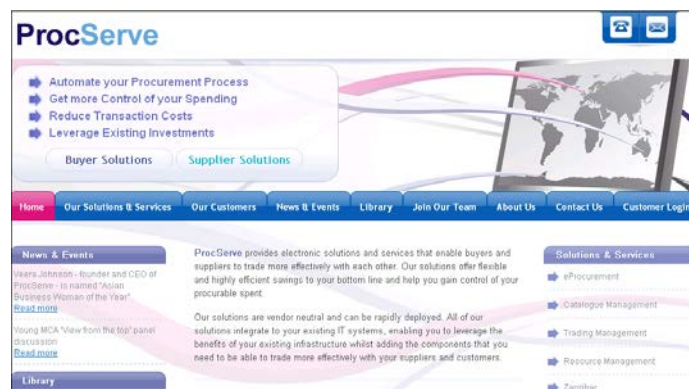 ProcServe
Automate your Procurement Process
Get more Control of your Spending
Reduce Transaction Costs
Leverage Existing Investments
Buyer Solutions
Supplier Solutions
Home
Our Solutions & Services
Our Customers
News & Events
Library
Join Our Team
About Us
Contact Us
Customer Login
News & Events
Veera Johnson - founder and CEO of
ProcServe - is named "Asian
Business Woman of the Year".
Read more
Young MCA 'View from the top' panel
discussion
Read more
Library
ProcServe provides electronic solutions and services that enable buyers and
suppliers to trade more effectively with each other. Our solutions offer flexible
and highly efficient savings to your bottom line and help you gain control of your
procurable spent.
Our solutions are vendor neutral and can be rapidly deployed. All of our
solutions integrate to your existing IT systems, enabling you to leverage the
benefits of your existing infrastructure whilst adding the components that you
need to be able to trade more effectively with your suppliers and customers.
Solutions & Services
eProcurement
Catalogue Management
Trading Management
Resource Management